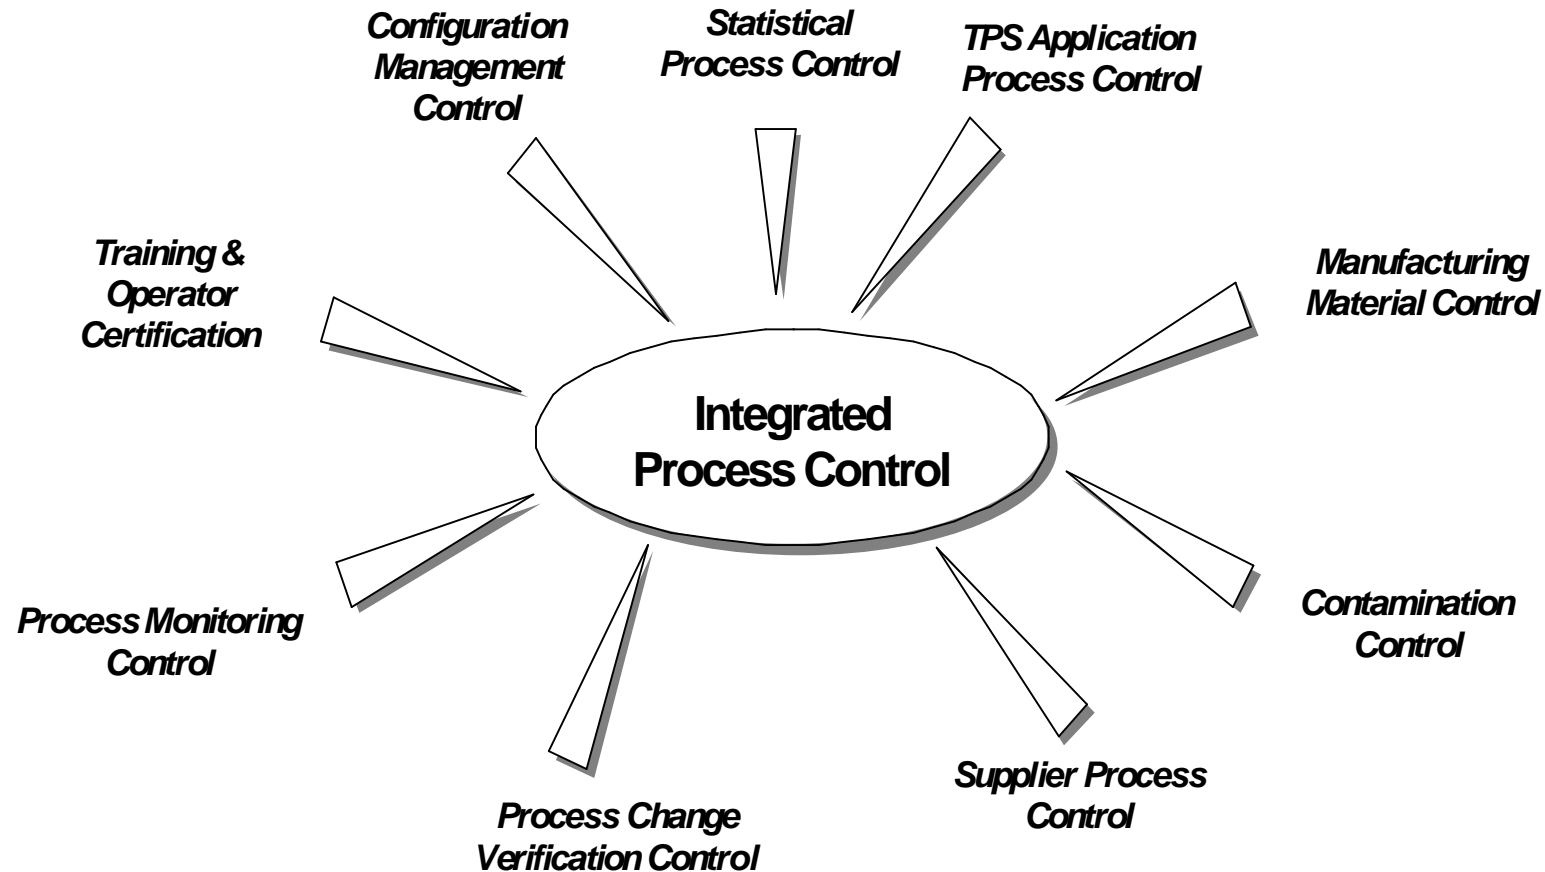 Configuration
Management
Control
Statistical
Process Control
TPS Application
Process Control
Training &
Operator
Certification
Manufacturing
Material Control
Integrated
Process Control
Process Monitoring
Control
Contamination
Control
Supplier Process
Control
Process Change
Verification Control